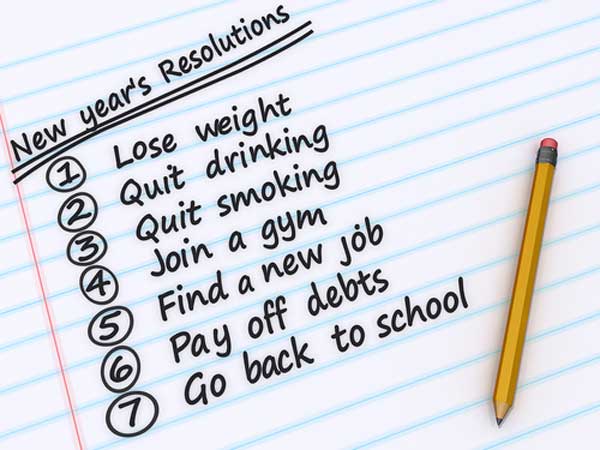 New year's Resolutions
1 Lose weight
2 Quit drinking
3 Quit smoking
4 Join a gym
5 Find a new job
6 Pay off debts
7 Go back to school